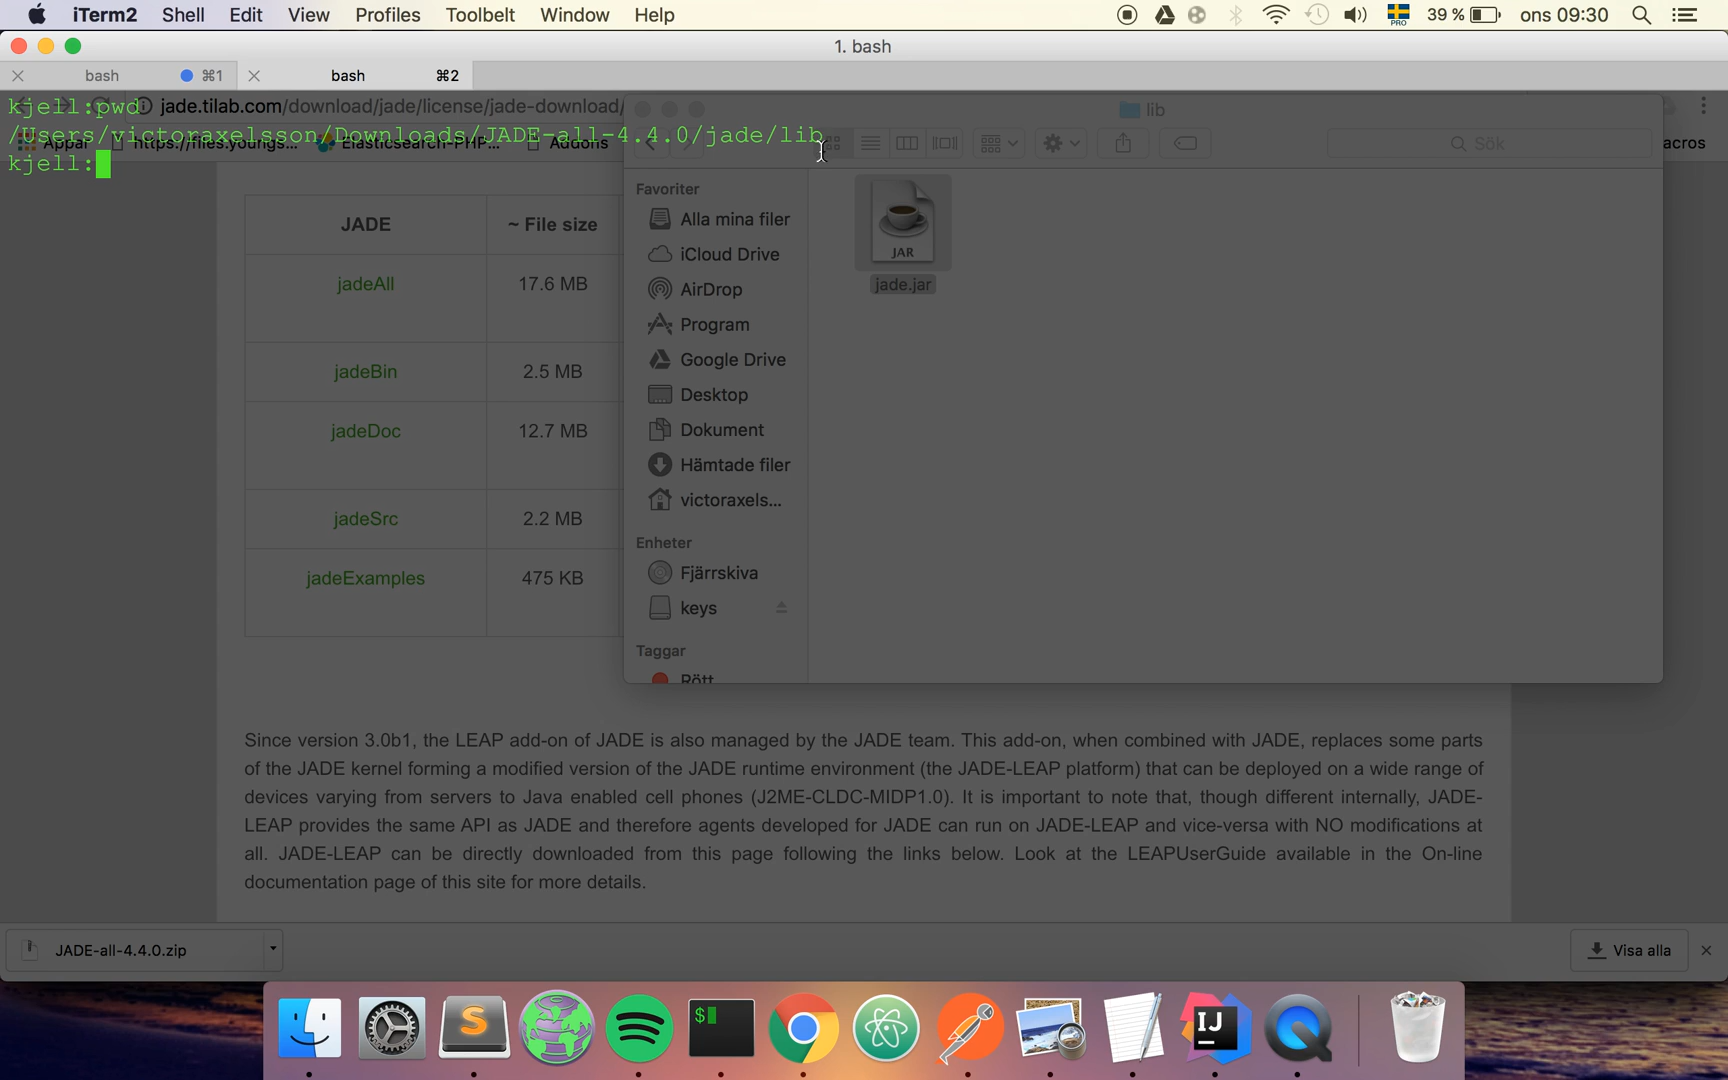 iTerm2 Shell Edit View Profiles Toolbelt Window Help
PRO 39 % ons 09:30
1. bash
bash ⌘1 bash ⌘2
kjell:pwd
jade.tilab.com/download/jade/license/jade-download/
lib
/Users/victoraxelsson/Downloads/JADE-all-4.4.0/jade/lib
Appar https://files.youngs... Elasticsearch-PHP... Addons
Sök
acros
kjell:
Favoriter
Alla mina filer
iCloud Drive
AirDrop
Program
Google Drive
Desktop
Dokument
Hämtade filer
victoraxels...
Enheter
Fjärrskiva
keys
Taggar
Rött
JAR
jade.jar
JADE ~ File size
jadeAll 17.6 MB
jadeBin 2.5 MB
jadeDoc 12.7 MB
jadeSrc 2.2 MB
jadeExamples 475 KB
Since version 3.0b1, the LEAP add-on of JADE is also managed by the JADE team. This add-on, when combined with JADE, replaces some parts
of the JADE kernel forming a modified version of the JADE runtime environment (the JADE-LEAP platform) that can be deployed on a wide range of
devices varying from servers to Java enabled cell phones (J2ME-CLDC-MIDP1.0). It is important to note that, though different internally, JADE-
LEAP provides the same API as JADE and therefore agents developed for JADE can run on JADE-LEAP and vice-versa with NO modifications at
all. JADE-LEAP can be directly downloaded from this page following the links below. Look at the LEAPUserGuide available in the On-line
documentation page of this site for more details.
JADE-all-4.4.0.zip
Visa alla
S
$
IJ